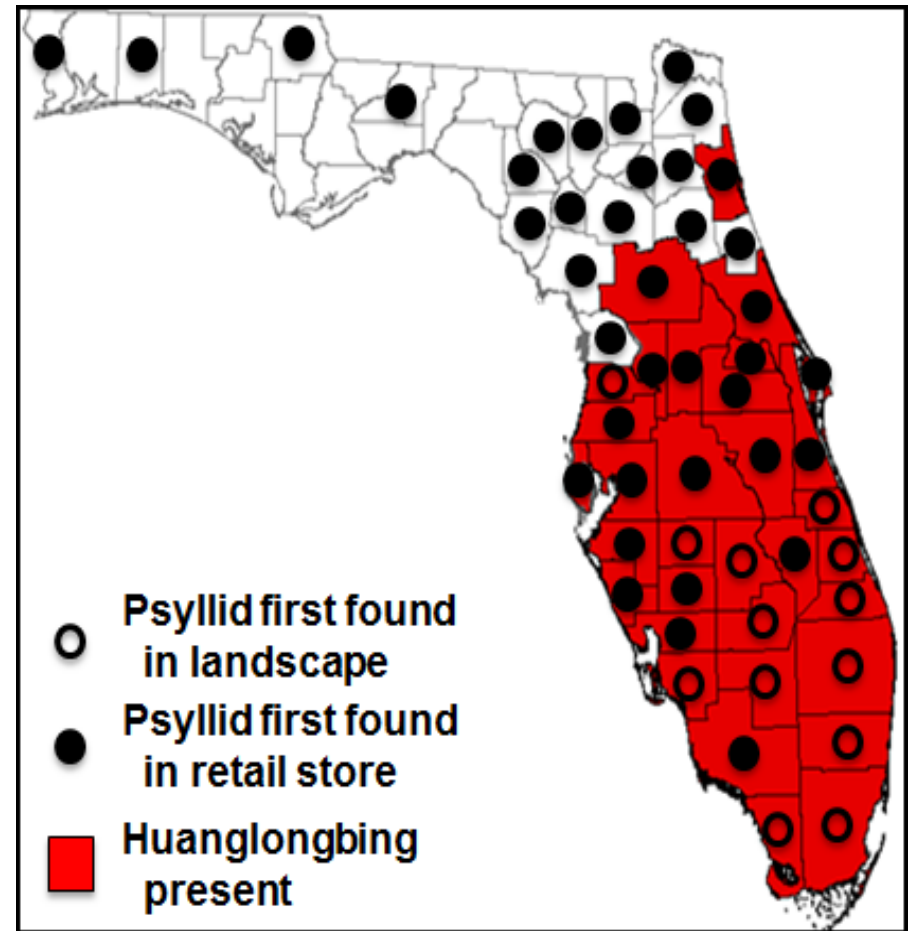 Psyllid first found
in landscape
Psyllid first found
in retail store
Huanglongbing
present